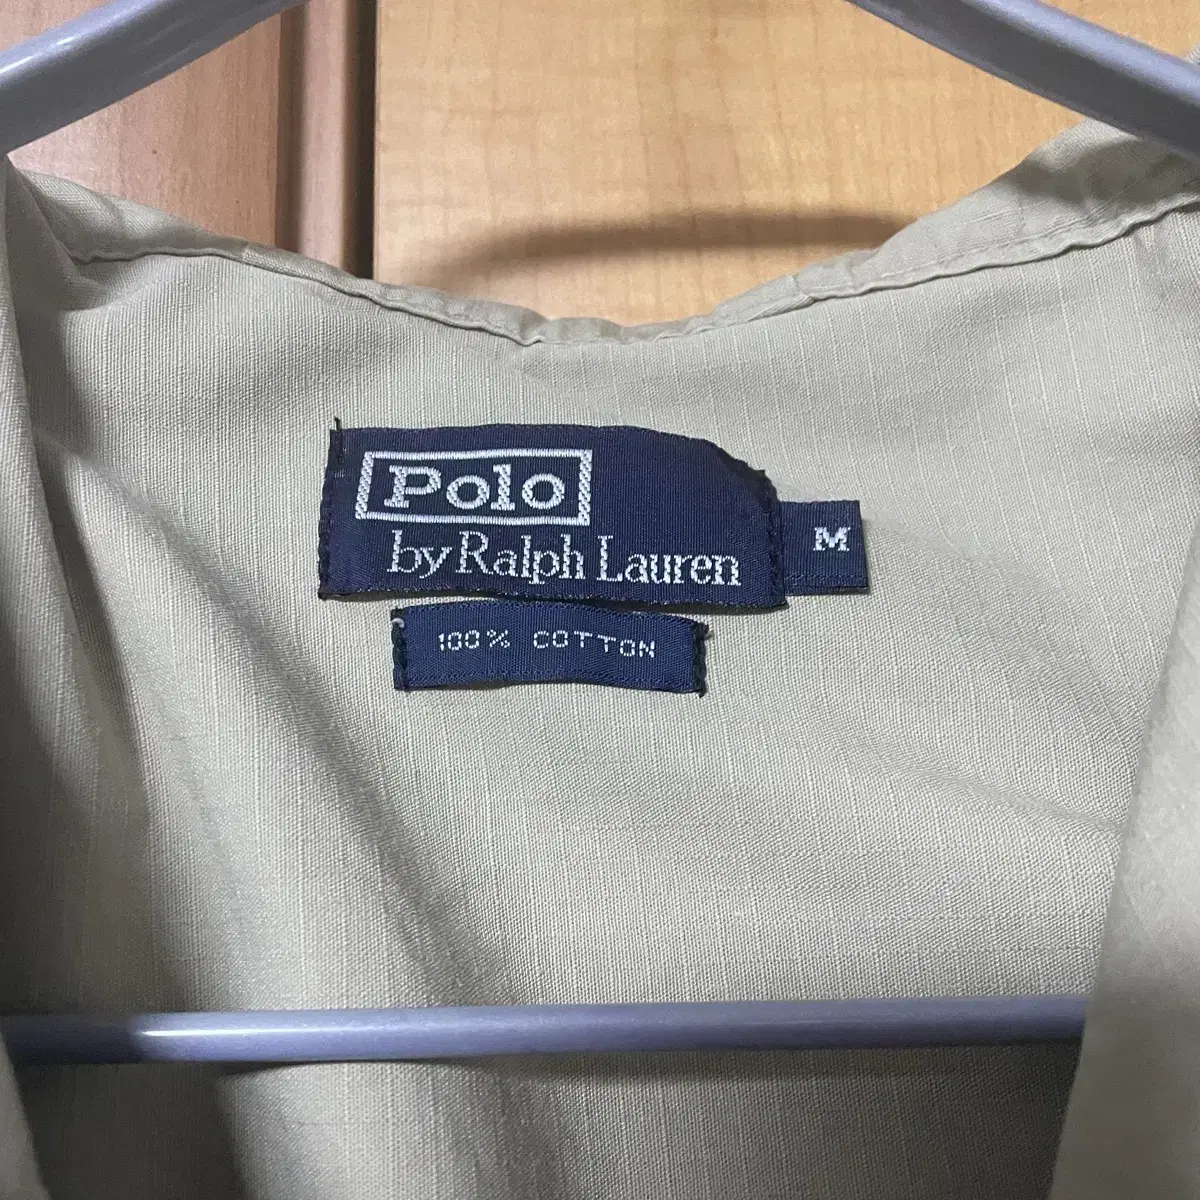 Polo
by Ralph Lauren
M
100% COTTON